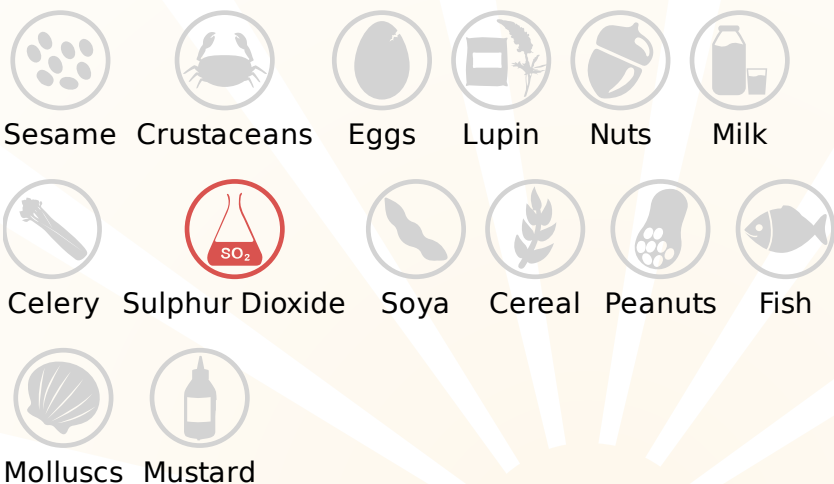 Sesame Crustaceans Eggs Lupin Nuts Milk
SO₂
Celery Sulphur Dioxide Soya Cereal Peanuts Fish
Molluscs Mustard